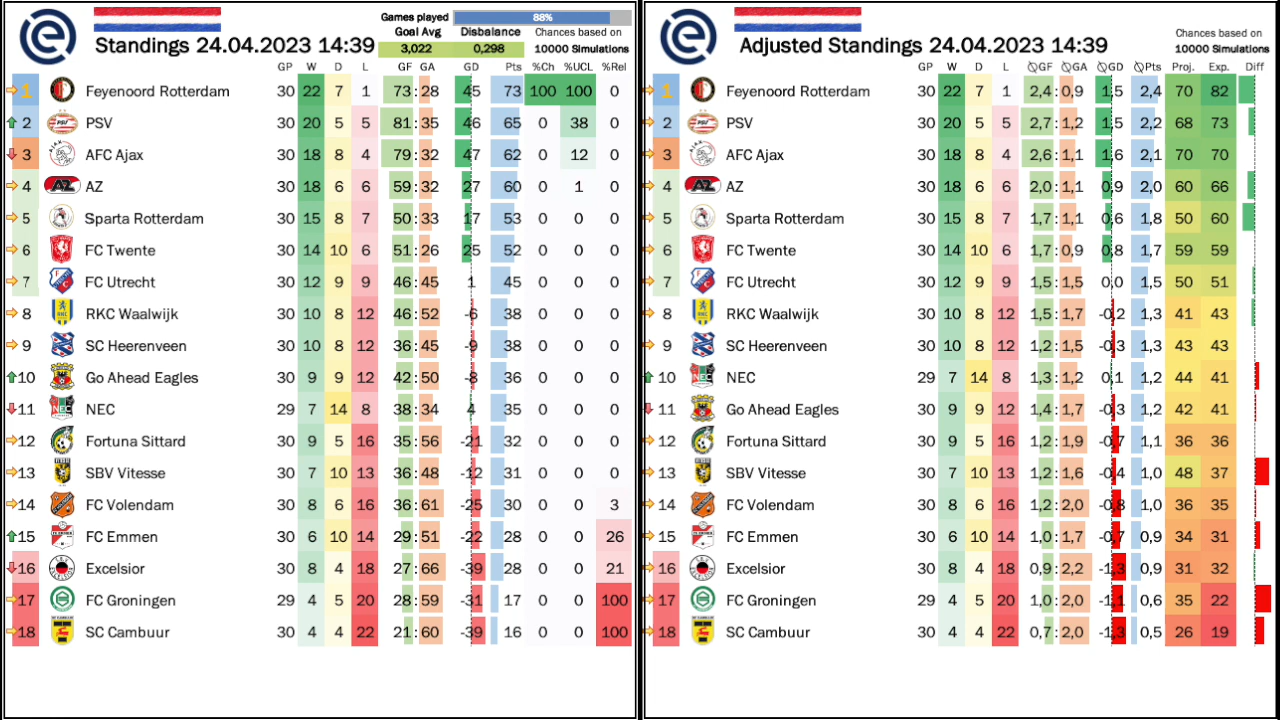 Games played 88%
Goal Avg Disbalance Chances based on
Standings 24.04.2023 14:39 3,022 0,298 10000 Simulations
GP W D L GF GA GD Pts %Ch %UCL %Rel
1 Feyenoord Rotterdam 30 22 7 1 73 : 28 45 73 100 100 0
2 PSV 30 20 5 5 81 : 35 46 65 0 38 0
3 AFC Ajax 30 18 8 4 79 : 32 47 62 0 12 0
4 AZ 30 18 6 6 59 : 32 27 60 0 1 0
5 Sparta Rotterdam 30 15 8 7 50 : 33 17 53 0 0 0
6 FC Twente 30 14 10 6 51 : 26 25 52 0 0 0
7 FC Utrecht 30 12 9 9 46 : 45 1 45 0 0 0
8 RKC Waalwijk 30 10 8 12 46 : 52 -6 38 0 0 0
9 SC Heerenveen 30 10 8 12 36 : 45 -9 38 0 0 0
10 Go Ahead Eagles 30 9 9 12 42 : 50 -8 36 0 0 0
11 NEC 29 7 14 8 38 : 34 4 35 0 0 0
12 Fortuna Sittard 30 9 5 16 35 : 56 -21 32 0 0 0
13 SBV Vitesse 30 7 10 13 36 : 48 -12 31 0 0 0
14 FC Volendam 30 8 6 16 36 : 61 -25 30 0 0 3
15 FC Emmen 30 6 10 14 29 : 51 -22 28 0 0 26
16 Excelsior 30 8 4 18 27 : 66 -39 28 0 0 21
17 FC Groningen 29 4 5 20 28 : 59 -31 17 0 0 100
18 SC Cambuur 30 4 4 22 21 : 60 -39 16 0 0 100
Chances based on
Adjusted Standings 24.04.2023 14:39 10000 Simulations
GP W D L ∅GF ∅GA ∅GD ∅Pts Proj. Exp. Diff
1 Feyenoord Rotterdam 30 22 7 1 2,4 : 0,9 1,5 2,4 70 82
2 PSV 30 20 5 5 2,7 : 1,2 1,5 2,2 68 73
3 AFC Ajax 30 18 8 4 2,6 : 1,1 1,6 2,1 70 70
4 AZ 30 18 6 6 2,0 : 1,1 0,9 2,0 60 66
5 Sparta Rotterdam 30 15 8 7 1,7 : 1,1 0,6 1,8 50 60
6 FC Twente 30 14 10 6 1,7 : 0,9 0,8 1,7 59 59
7 FC Utrecht 30 12 9 9 1,5 : 1,5 0,0 1,5 50 51
8 RKC Waalwijk 30 10 8 12 1,5 : 1,7 -0,2 1,3 41 43
9 SC Heerenveen 30 10 8 12 1,2 : 1,5 -0,3 1,3 43 43
10 NEC 29 7 14 8 1,3 : 1,2 0,1 1,2 44 41
11 Go Ahead Eagles 30 9 9 12 1,4 : 1,7 -0,3 1,2 42 41
12 Fortuna Sittard 30 9 5 16 1,2 : 1,9 -0,7 1,1 36 36
13 SBV Vitesse 30 7 10 13 1,2 : 1,6 -0,4 1,0 48 37
14 FC Volendam 30 8 6 16 1,2 : 2,0 -0,8 1,0 36 35
15 FC Emmen 30 6 10 14 1,0 : 1,7 -0,7 0,9 34 31
16 Excelsior 30 8 4 18 0,9 : 2,2 -1,3 0,9 31 32
17 FC Groningen 29 4 5 20 1,0 : 2,0 -1,1 0,6 35 22
18 SC Cambuur 30 4 4 22 0,7 : 2,0 -1,3 0,5 26 19